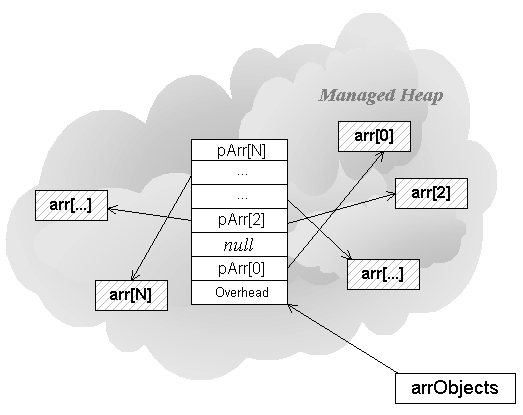 Managed Heap
arr[0]
pArr[N]
...
arr[2]
...
arr[...]
pArr[2]
null
pArr[0]
arr[...]
arr[N]
Overhead
arrObjects